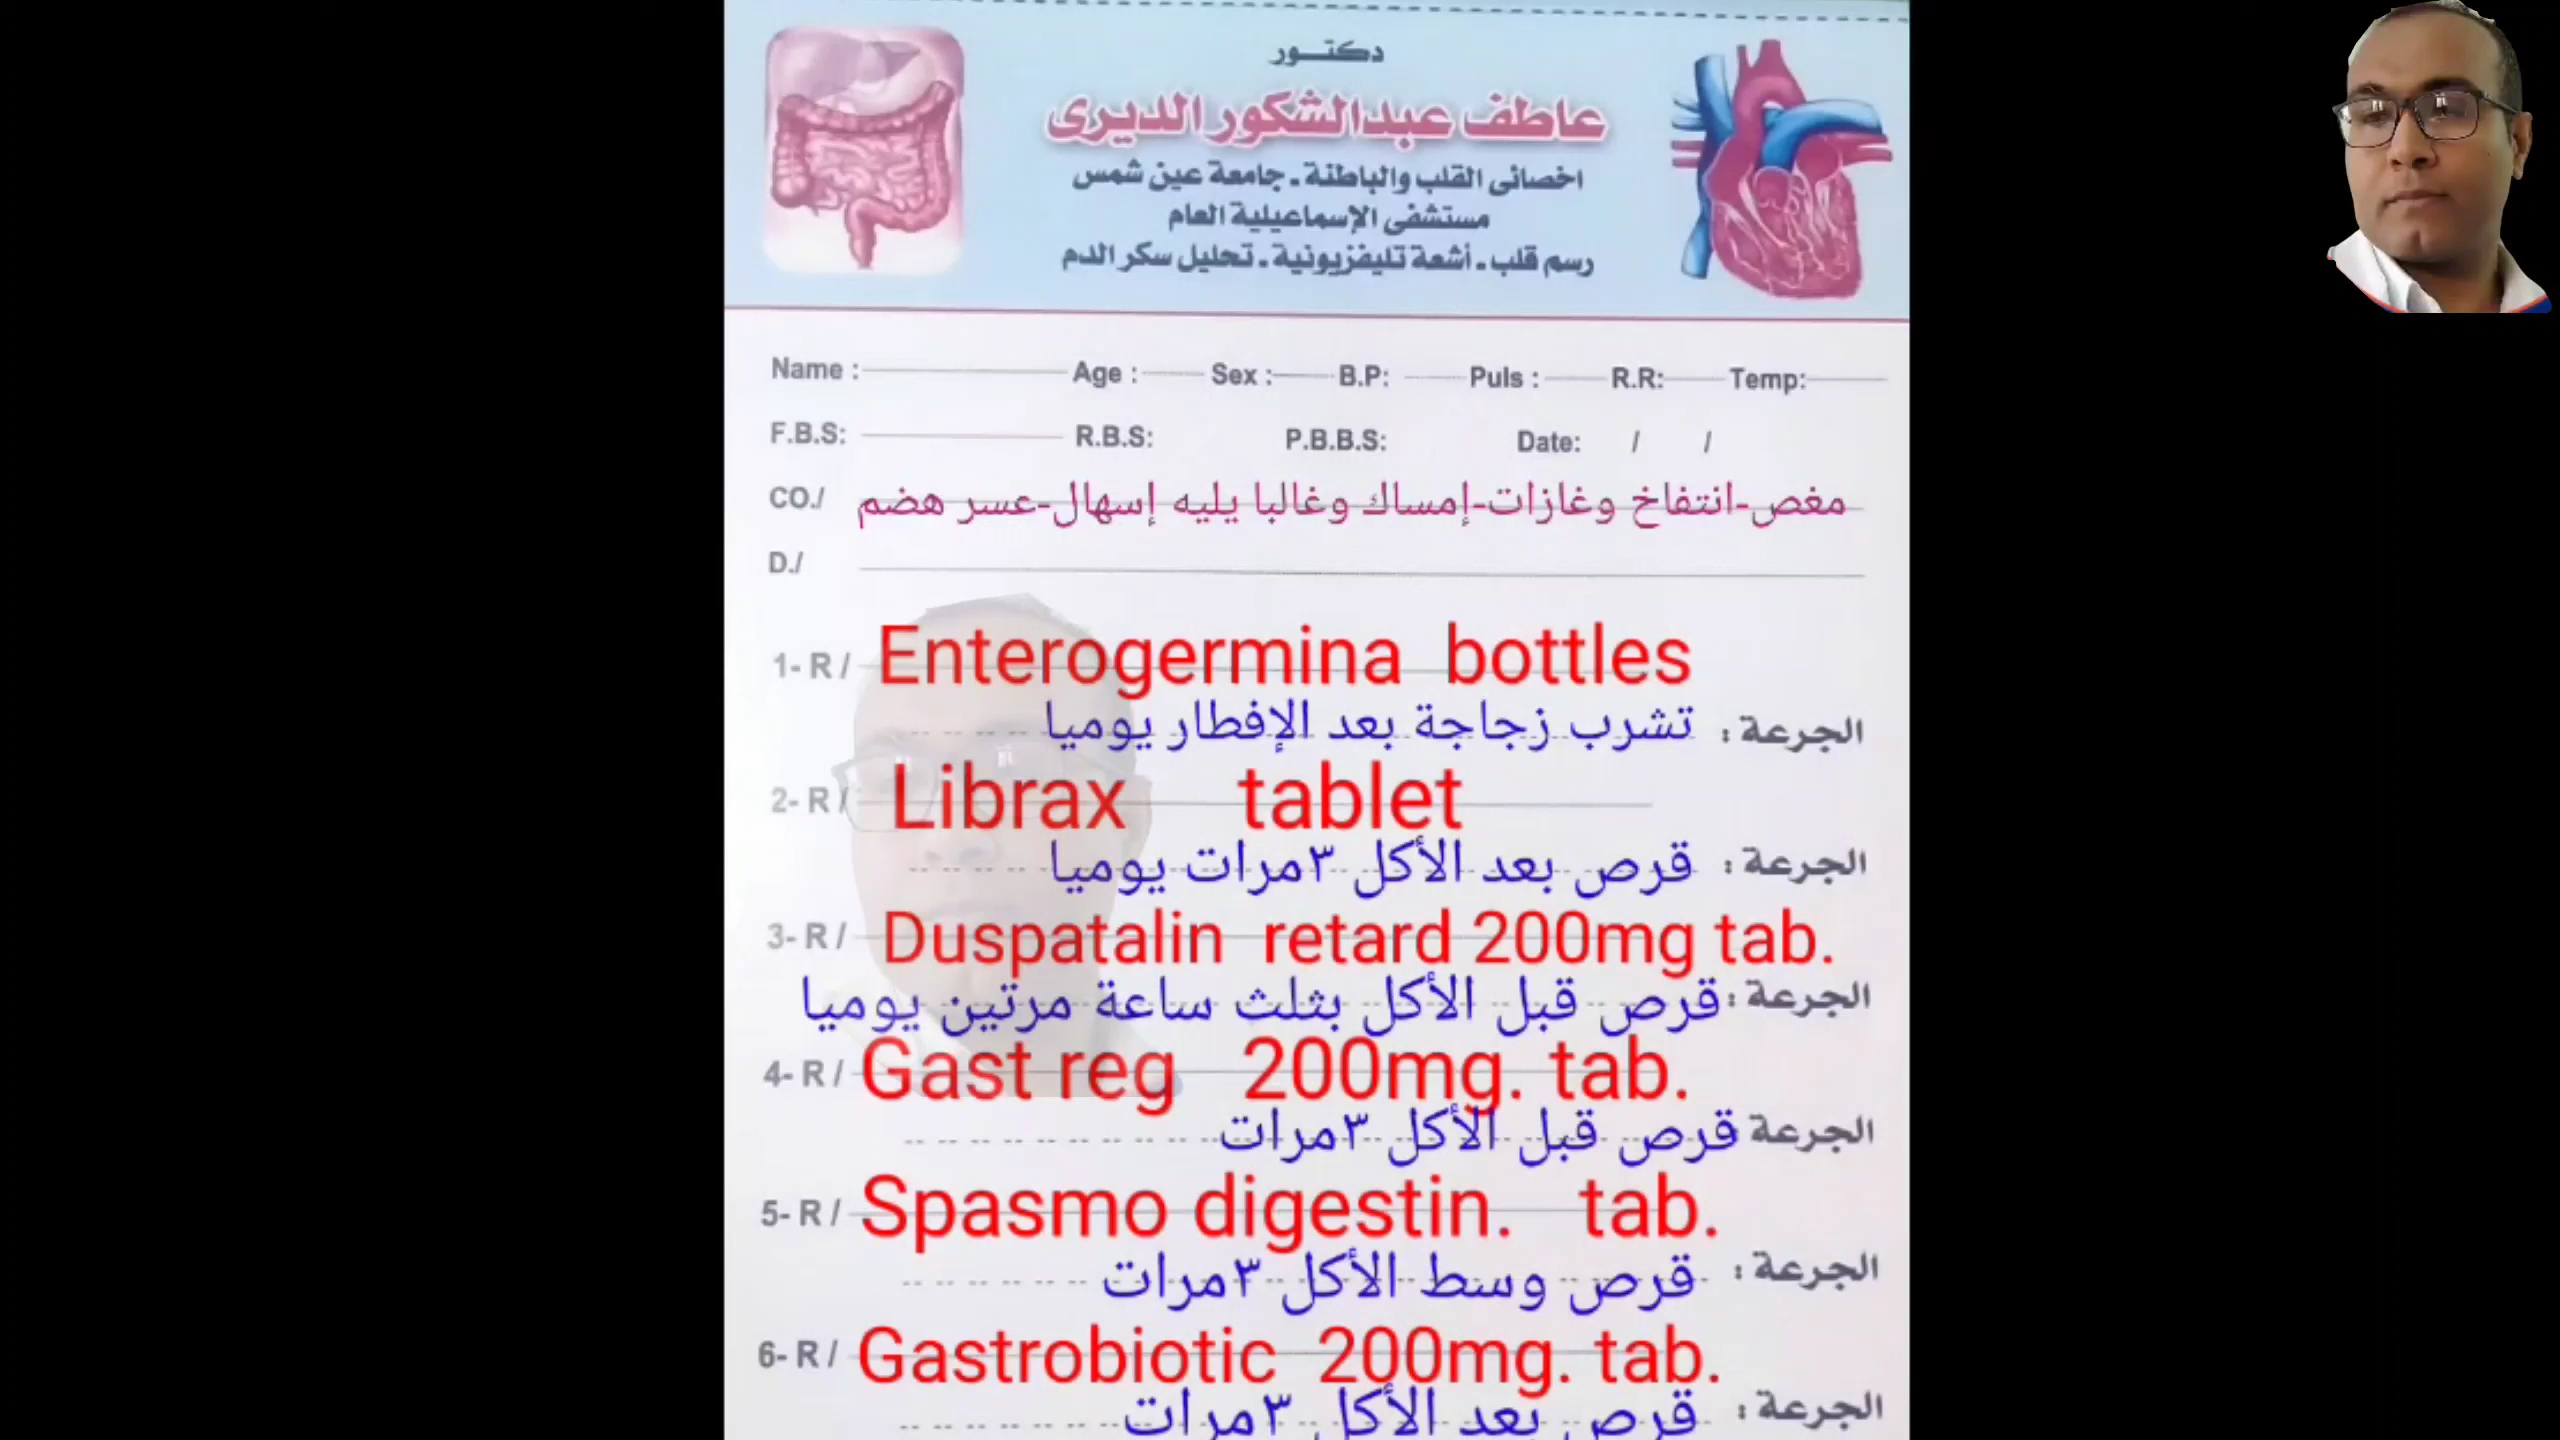 دكتور
عاطف عبدالشكور الديرى
اخصائى القلب والباطنة - جامعة عين شمس
مستشفى الإسماعيلية العام
رسم قلب - أشعة تليفزيونية - تحليل سكر الدم
Name : Age : Sex : B.P: Puls : R.R: Temp:
F.B.S: R.B.S: P.B.B.S: Date: / /
CO./ مغص-انتفاخ وغازات-إمساك وغالبا يليه إسهال-عسر هضم
D./
1- R / Enterogermina bottles
الجرعة : تشرب زجاجة بعد الإفطار يوميا
2- R / Librax tablet
الجرعة : قرص بعد الأكل ٣مرات يوميا
3- R / Duspatalin retard 200mg tab.
الجرعة : قرص قبل الأكل بثلث ساعة مرتين يوميا
4- R / Gast reg 200mg. tab.
الجرعة قرص قبل الأكل ٣مرات
5- R / Spasmo digestin. tab.
الجرعة : قرص وسط الأكل ٣مرات
6- R / Gastrobiotic 200mg. tab.
الجرعة : قرص بعد الأكل ٣مرات